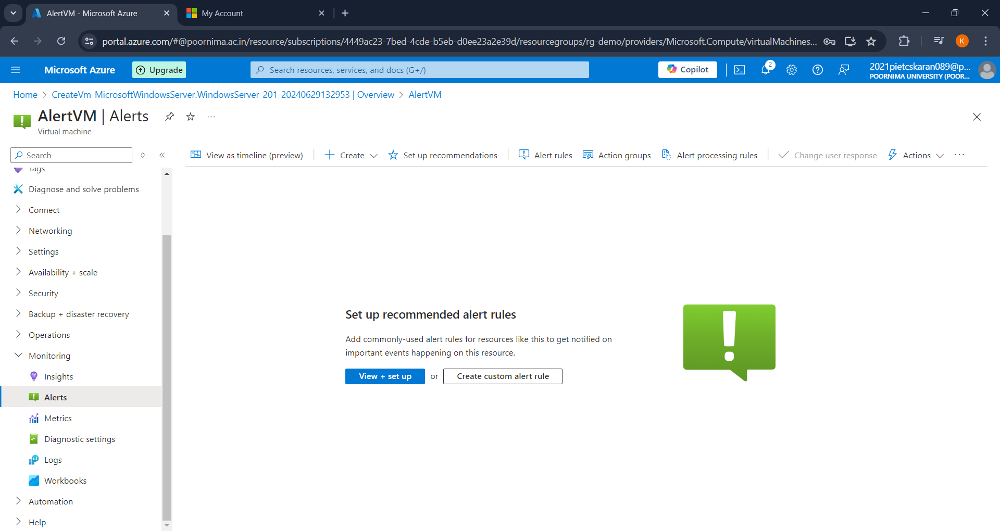 AlertVM - Microsoft Azure
My Account
portal.azure.com/#@poornima.ac.in/resource/subscriptions/4449ac23-7bed-4cde-b5eb-d0ee23a2e39d/resourcegroups/rg-demo/providers/Microsoft.Compute/virtualMachines...
K
Microsoft Azure
Upgrade
Search resources, services, and docs (G+/)
Copilot
2
2021pietcskaran089@p...
POORNIMA UNIVERSITY (POOR...
Home > CreateVm-MicrosoftWindowsServer.WindowsServer-201-20240629132953 | Overview > AlertVM
AlertVM | Alerts
Virtual machine
Search
View as timeline (preview)
Create
Set up recommendations
Alert rules
Action groups
Alert processing rules
Change user response
Actions
Tags
Diagnose and solve problems
Connect
Networking
Settings
Availability + scale
Security
Backup + disaster recovery
Operations
Monitoring
Insights
Alerts
Metrics
Diagnostic settings
Logs
Workbooks
Automation
Help
Set up recommended alert rules
Add commonly-used alert rules for resources like this to get notified on
important events happening on this resource.
View + set up or Create custom alert rule